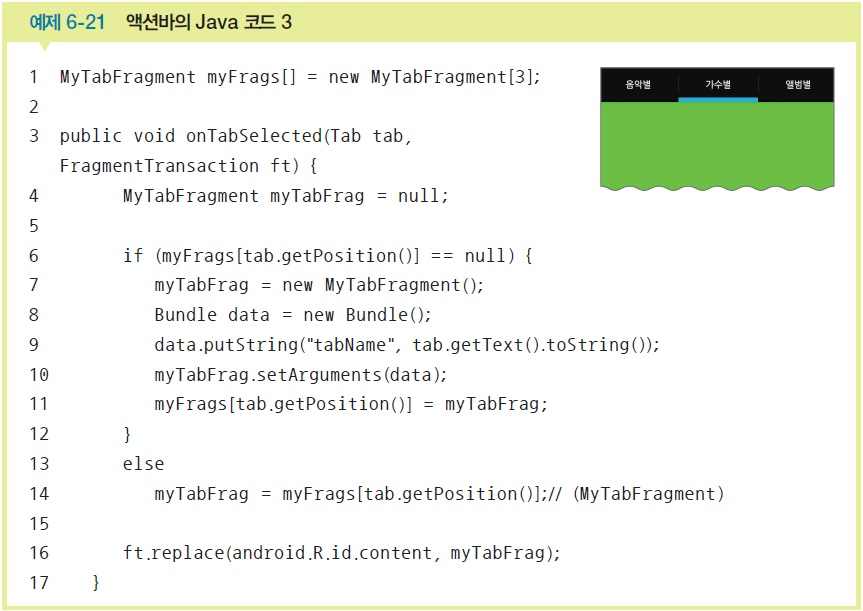 예제 6-21 액션바의 Java 코드 3
1 MyTabFragment myFrags[] = new MyTabFragment[3];
2
3 public void onTabSelected(Tab tab,
FragmentTransaction ft) {
4 MyTabFragment myTabFrag = null;
5
6 if (myFrags[tab.getPosition()] == null) {
7 myTabFrag = new MyTabFragment();
8 Bundle data = new Bundle();
9 data.putString("tabName", tab.getText().toString());
10 myTabFrag.setArguments(data);
11 myFrags[tab.getPosition()] = myTabFrag;
12 }
13 else
14 myTabFrag = myFrags[tab.getPosition()];// (MyTabFragment)
15
16 ft.replace(android.R.id.content, myTabFrag);
17 }
음악별 가수별 앨범별